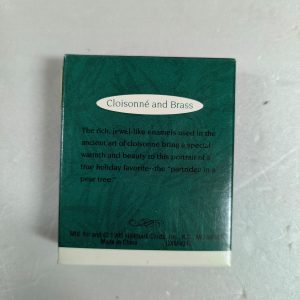 Cloisonné and Brass
The rich, jewel-like enamels used in the
ancient art of cloisonné bring a special
warmth and beauty to this portrait of a
true holiday favorite--the "partridge in a
pear tree."
Made in China